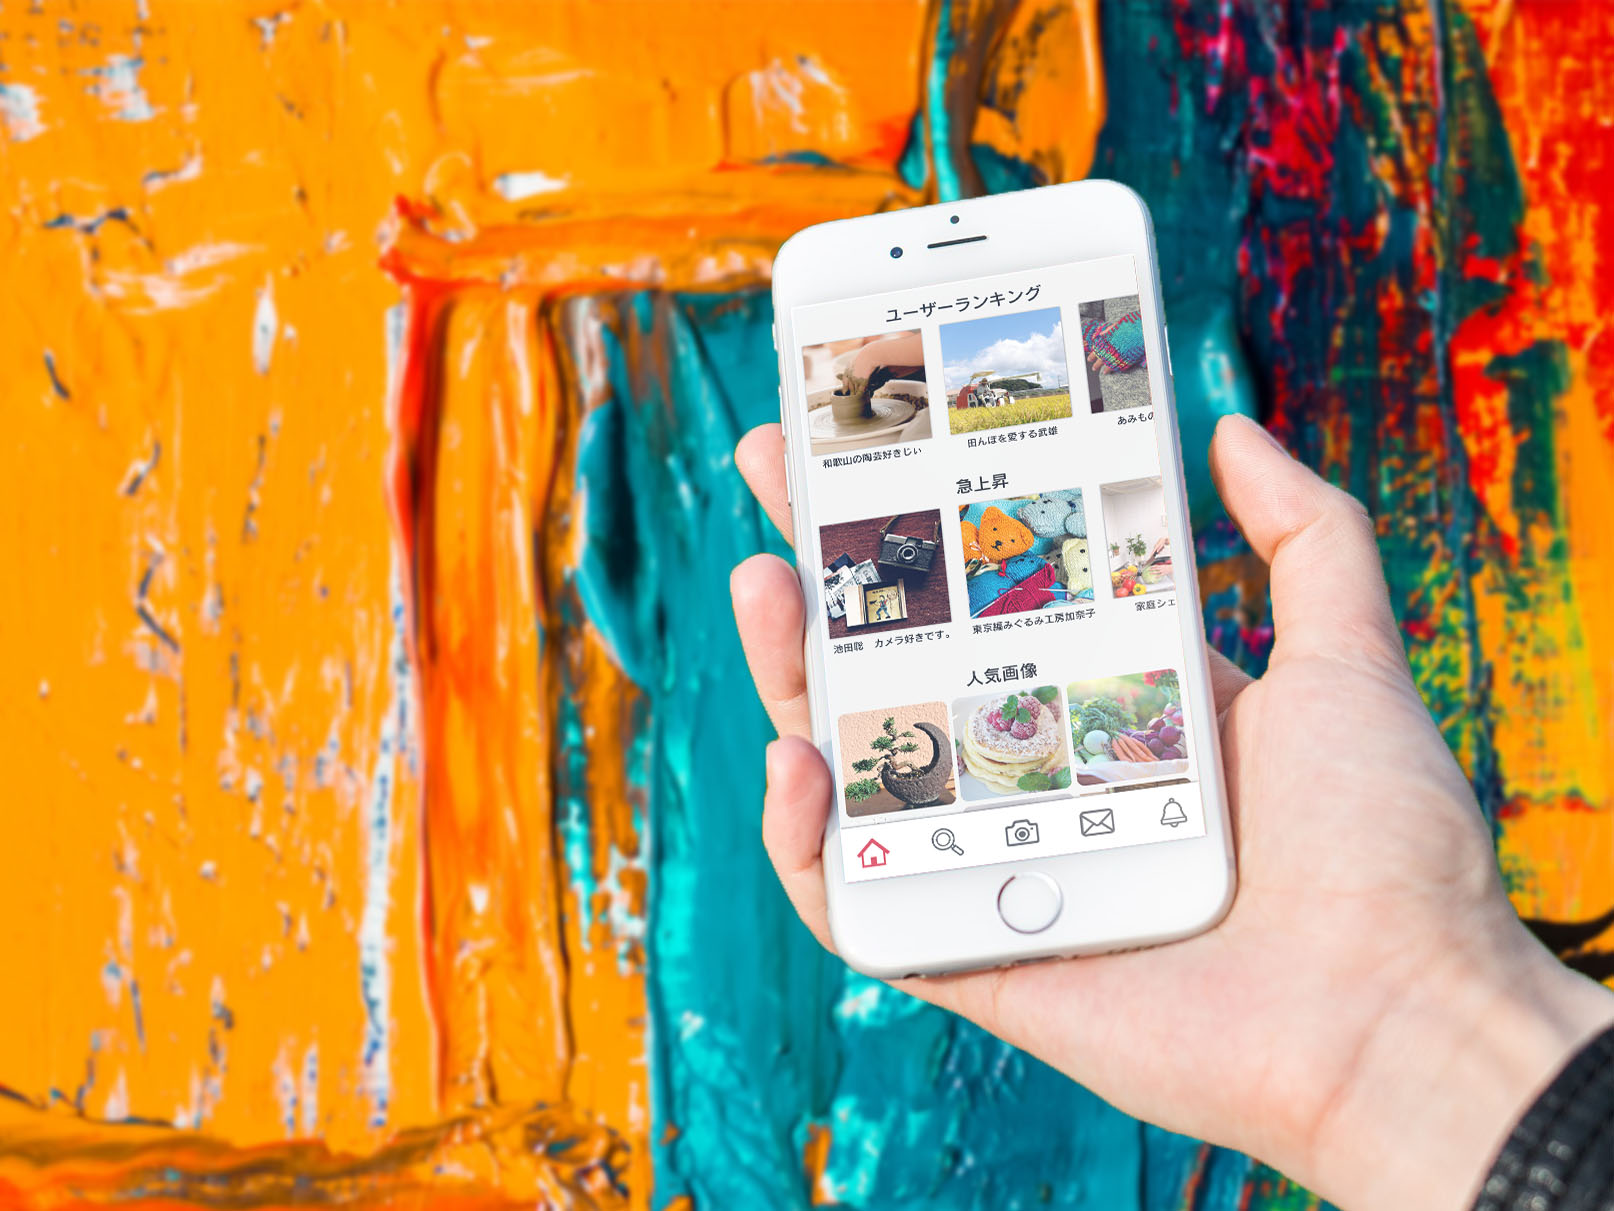 ユーザーランキング
和歌山の陶芸好きじぃ
田んぼを愛する武雄
あみもの
急上昇
池田聡　カメラ好きです。
東京編みぐるみ工房加奈子
家庭シェ
人気画像